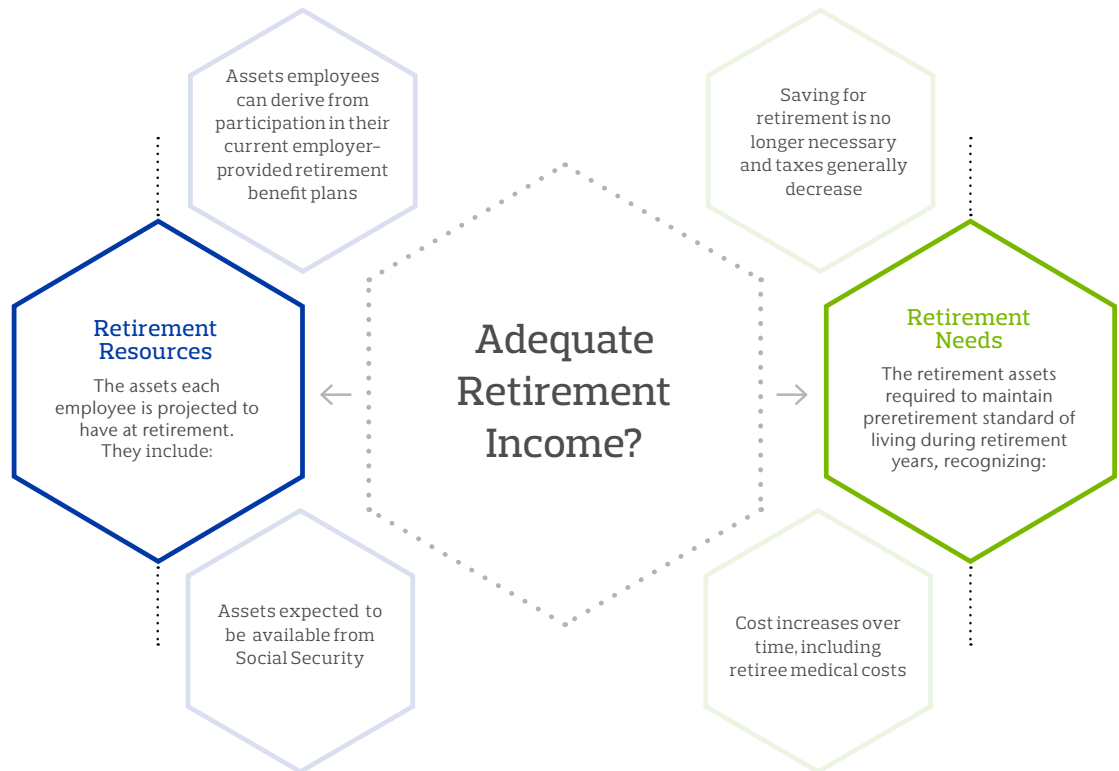 Assets employees
can derive from
participation in their
current employer–
provided retirement
benefit plans
Saving for
retirement is no
longer necessary
and taxes generally
decrease
Retirement
Resources
The assets each
employee is projected to
have at retirement.
They include:
Adequate
Retirement
Income?
Retirement
Needs
The retirement assets
required to maintain
preretirement standard of
living during retirement
years, recognizing:
Assets expected to
be available from
Social Security
Cost increases over
time, including
retiree medical costs